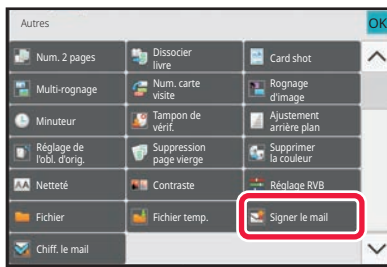 Autres
OK
Num. 2 pages
Dissocier
livre
Card shot
Multi-rognage
Num. carte
visite
Rognage
d'image
Minuteur
Tampon de
vérif.
Ajustement
arrière plan
Réglage de
l'obl. d'orig.
Suppression
page vierge
Supprimer
la couleur
AA
Netteté
Contraste
Réglage RVB
Fichier
Fichier temp.
Signer le mail
Chiff. le mail